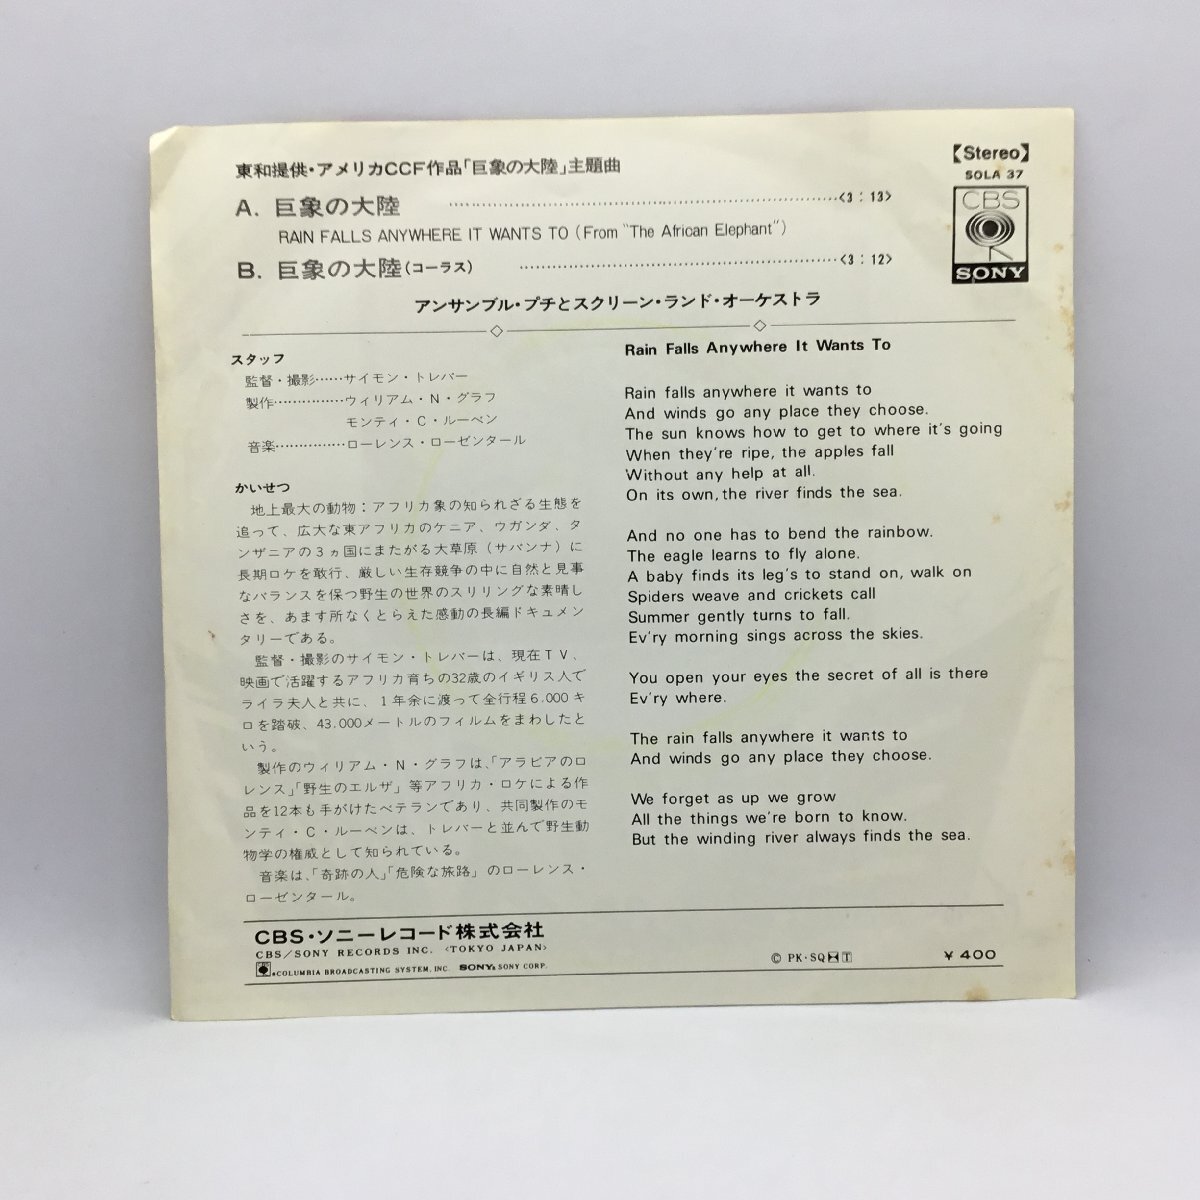 東和提供・アメリカCCF作品「巨象の大陸」主題曲
A. 巨象の大陸 ‥‥‥‥‥‥‥‥‥‥‥‥‥‥‥‥‥‥‥‥<3：13>
RAIN FALLS ANYWHERE IT WANTS TO (From "The African Elephant")
B. 巨象の大陸(コーラス) ‥‥‥‥‥‥‥‥‥‥‥‥‥‥‥‥<3：12>
アンサンブル・プチとスクリーン・ランド・オーケストラ
【Stereo】
SOLA 37
CBS
SONY
スタッフ
監督・撮影……サイモン・トレバー
製作……………ウィリアム・N・グラフ
モンティ・C・ルーベン
音楽……………ローレンス・ローゼンタール
かいせつ
地上最大の動物：アフリカ象の知られざる生態を
追って、広大な東アフリカのケニア、ウガンダ、タ
ンザニアの3ヵ国にまたがる大草原（サバンナ）に
長期ロケを敢行、厳しい生存競争の中に自然と見事
なバランスを保つ野生の世界のスリリングな素晴し
さを、あます所なくとらえた感動の長編ドキュメン
タリーである。
監督・撮影のサイモン・トレバーは、現在TV、
映画で活躍するアフリカ育ちの32歳のイギリス人で
ライラ夫人と共に、1年余に渡って全行程6,000キ
ロを踏破、43,000メートルのフィルムをまわしたと
いう。
製作のウィリアム・N・グラフは、「アラビアのロ
レンス」「野生のエルザ」等アフリカ・ロケによる作
品を12本も手がけたベテランであり、共同製作のモ
ンティ・C・ルーベンは、トレバーと並んで野生動
物学の権威として知られている。
音楽は、「奇跡の人」「危険な旅路」のローレンス・
ローゼンタール。
Rain Falls Anywhere It Wants To
Rain falls anywhere it wants to
And winds go any place they choose.
The sun knows how to get to where it's going
When they're ripe, the apples fall
Without any help at all.
On its own, the river finds the sea.
And no one has to bend the rainbow.
The eagle learns to fly alone.
A baby finds its leg's to stand on, walk on
Spiders weave and crickets call
Summer gently turns to fall.
Ev'ry morning sings across the skies.
You open your eyes the secret of all is there
Ev'ry where.
The rain falls anywhere it wants to
And winds go any place they choose.
We forget as up we grow
All the things we're born to know.
But the winding river always finds the sea.
CBS・ソニーレコード株式会社
CBS/SONY RECORDS INC. <TOKYO JAPAN>
COLUMBIA BROADCASTING SYSTEM, INC. SONY SONY CORP.
© PK・SQ T ¥ 400